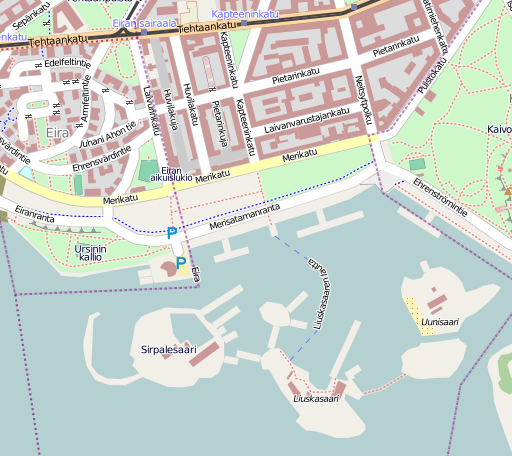 Kapteeninkatu
Eiran sairaala
Sepänkatu
Tehtaankatu
Tehtaankatu
Edelfeltintie
Armfeltintie
Eira
Juhani Ahon tie
Ehrensvärdintie
Laivurinkatu
Huvilakuja
Huvilakatu
Pietarinkuja
Kapteeninkatu
Kapteeninkatu
Pietarinkatu
Pietarinkatu
Neitsytpolku
Puistokatu
Laivanvarustajankatu
Merikatu
Merikatu
Merikatu
Eiran
aikuislukio
Kaivo
Ehrenströmintie
Eiranranta
Merisatamanranta
P
P
Ursinin
kallio
Eira
Liuskasaaren lautta
Sirpalesaari
Uunisaari
Liuskasaari